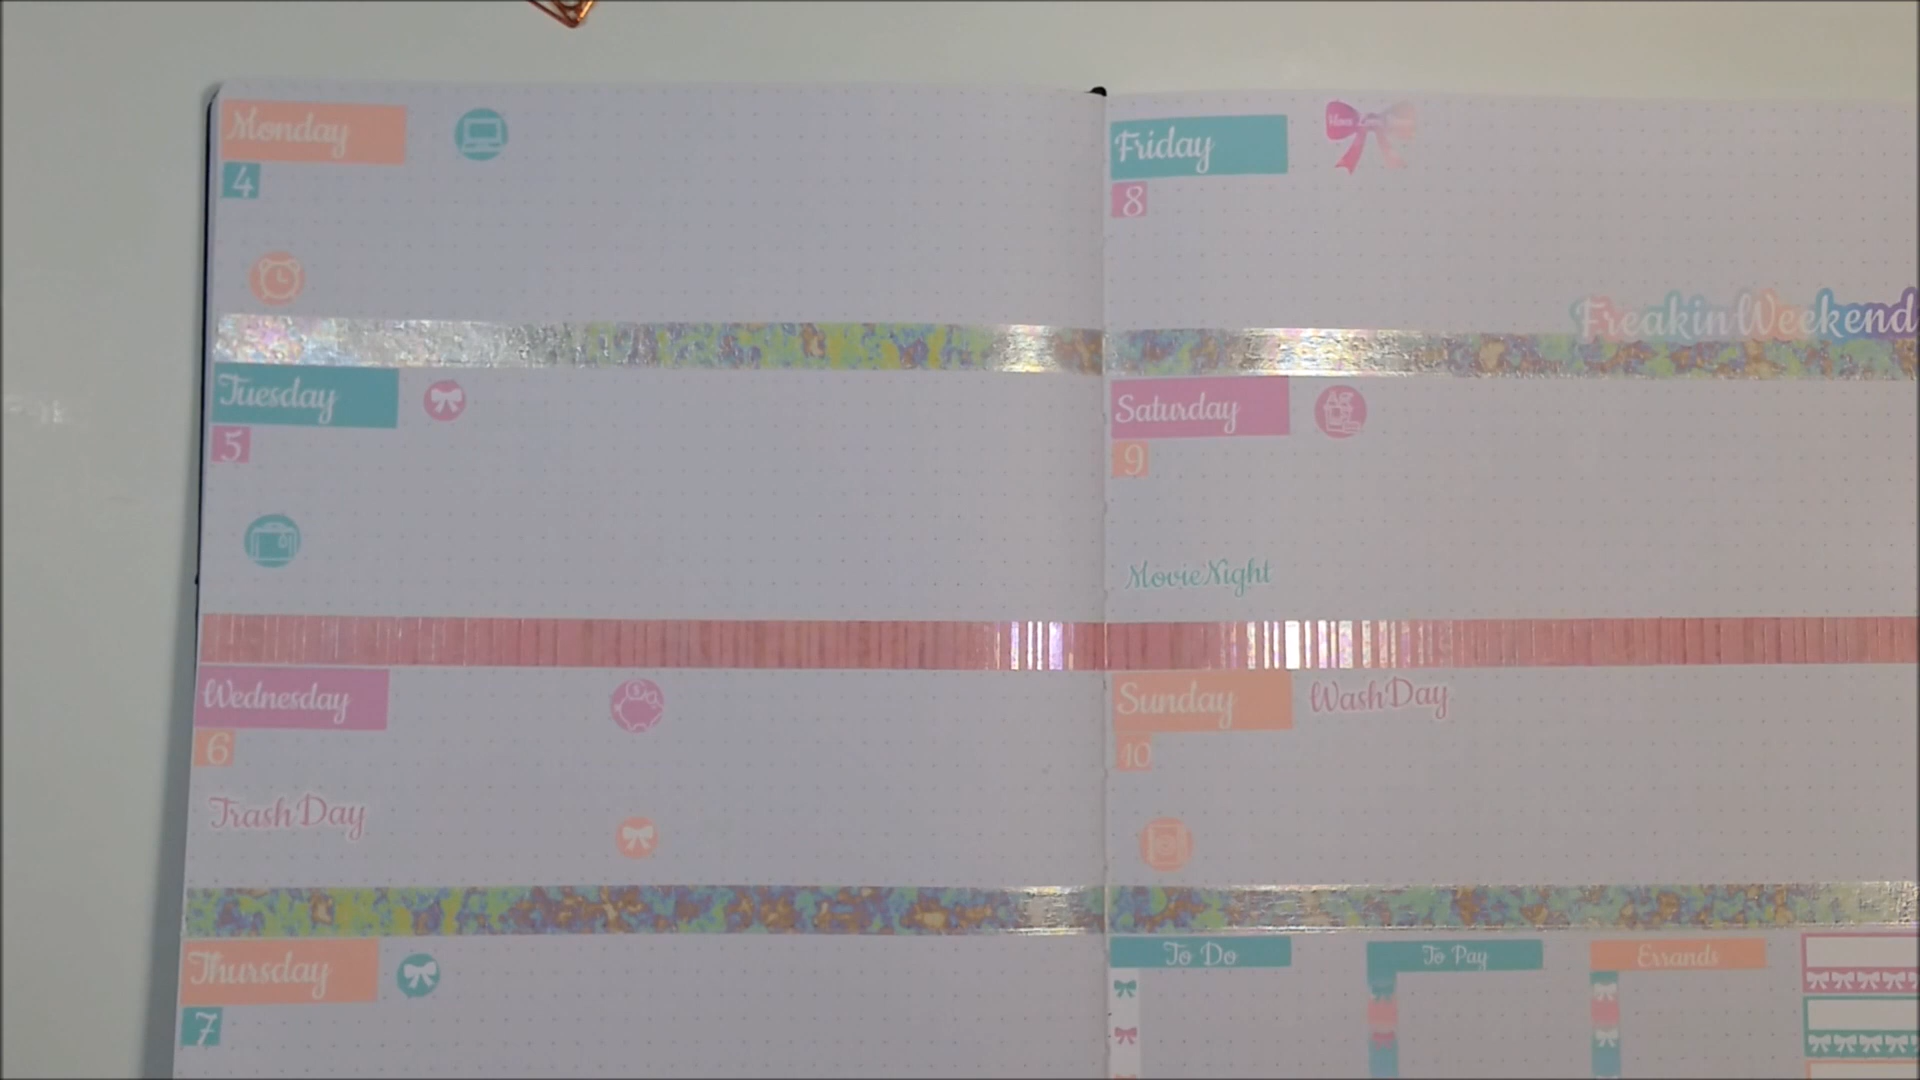 Monday
4
Tuesday
5
Wednesday
6
Trash Day
Thursday
7
Friday
8
Freakin Weekend
Saturday
9
Movie Night
Sunday
Wash Day
10
To Do
To Pay
Errands